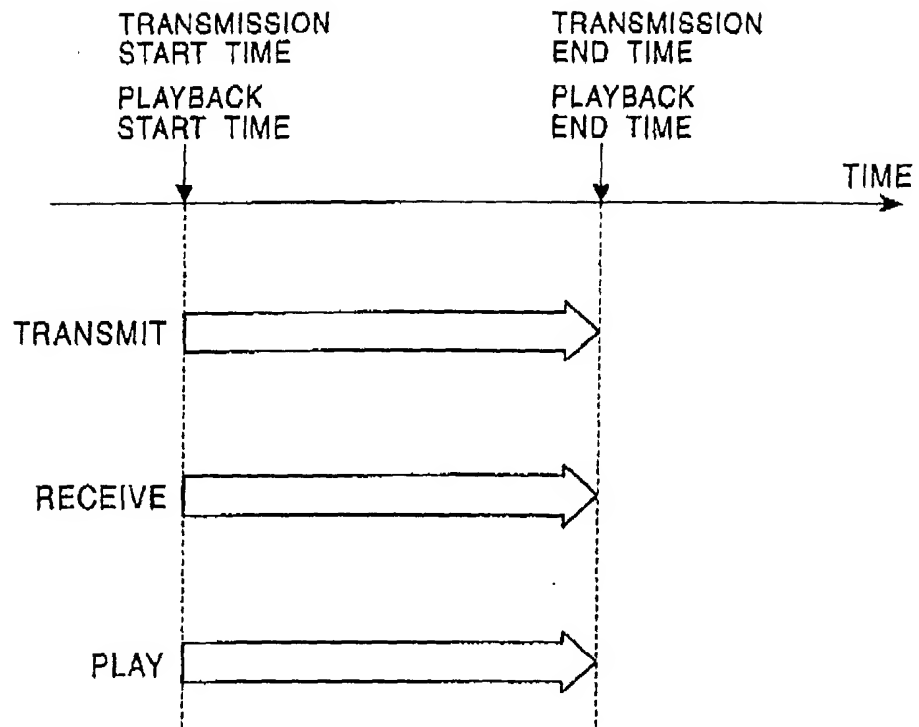 TRANSMISSION
START TIME
PLAYBACK
START TIME
TRANSMISSION
END TIME
PLAYBACK
END TIME
TIME
TRANSMIT
RECEIVE
PLAY